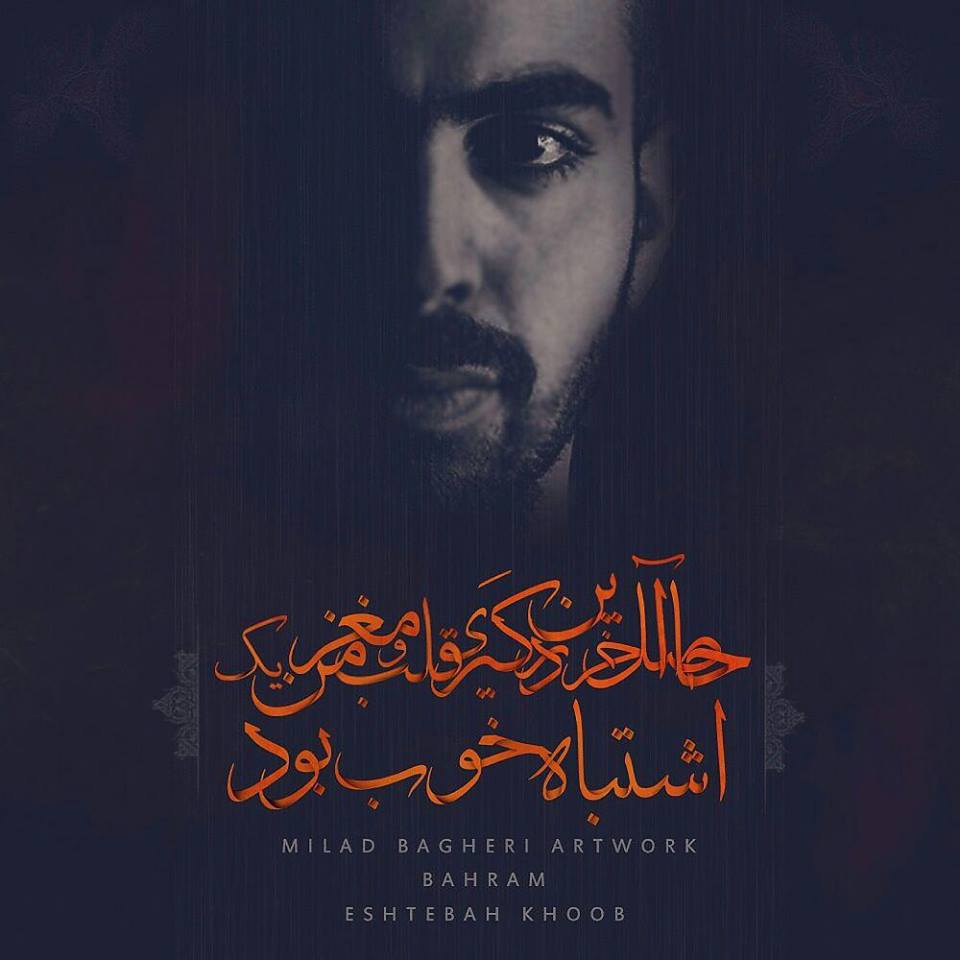 حالا آخرین درگیری قلب و مغز من یک
اشتباه خوب بود
MILAD BAGHERI ARTWORK
BAHRAM
ESHTEBAH KHOOB